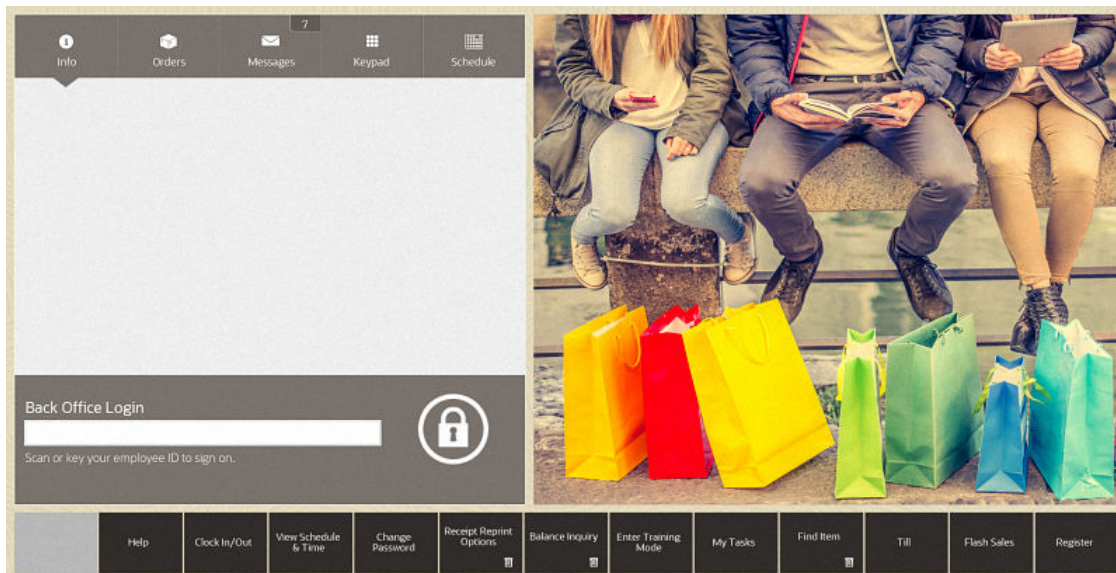 7
Info
Orders
Messages
Keypad
Schedule
Back Office Login
Scan or key your employee ID to sign on.
Help
Clock In/Out
View Schedule
& Time
Change
Password
Receipt Reprint
Options
Balance Inquiry
Enter Training
Mode
My Tasks
Find Item
Till
Flash Sales
Register